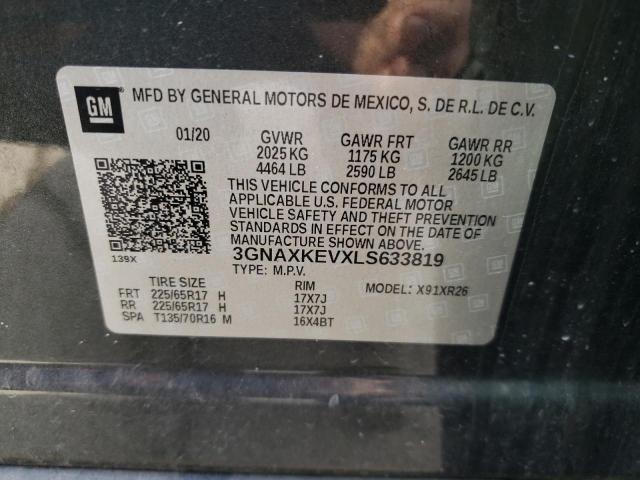 GM
MFD BY GENERAL MOTORS DE MEXICO, S. DE R.L. DE C.V.
01/20 GVWR GAWR FRT GAWR RR
2025 KG 1175 KG 1200 KG
4464 LB 2590 LB 2645 LB
THIS VEHICLE CONFORMS TO ALL
APPLICABLE U.S. FEDERAL MOTOR
VEHICLE SAFETY AND THEFT PREVENTION
STANDARDS IN EFFECT ON THE DATE OF
MANUFACTURE SHOWN ABOVE.
139X 3GNAXKEVXLS633819
TYPE: M.P.V.
TIRE SIZE RIM MODEL: X91XR26
FRT 225/65R17 H 17X7J
RR 225/65R17 H 17X7J
SPA T135/70R16 M 16X4BT